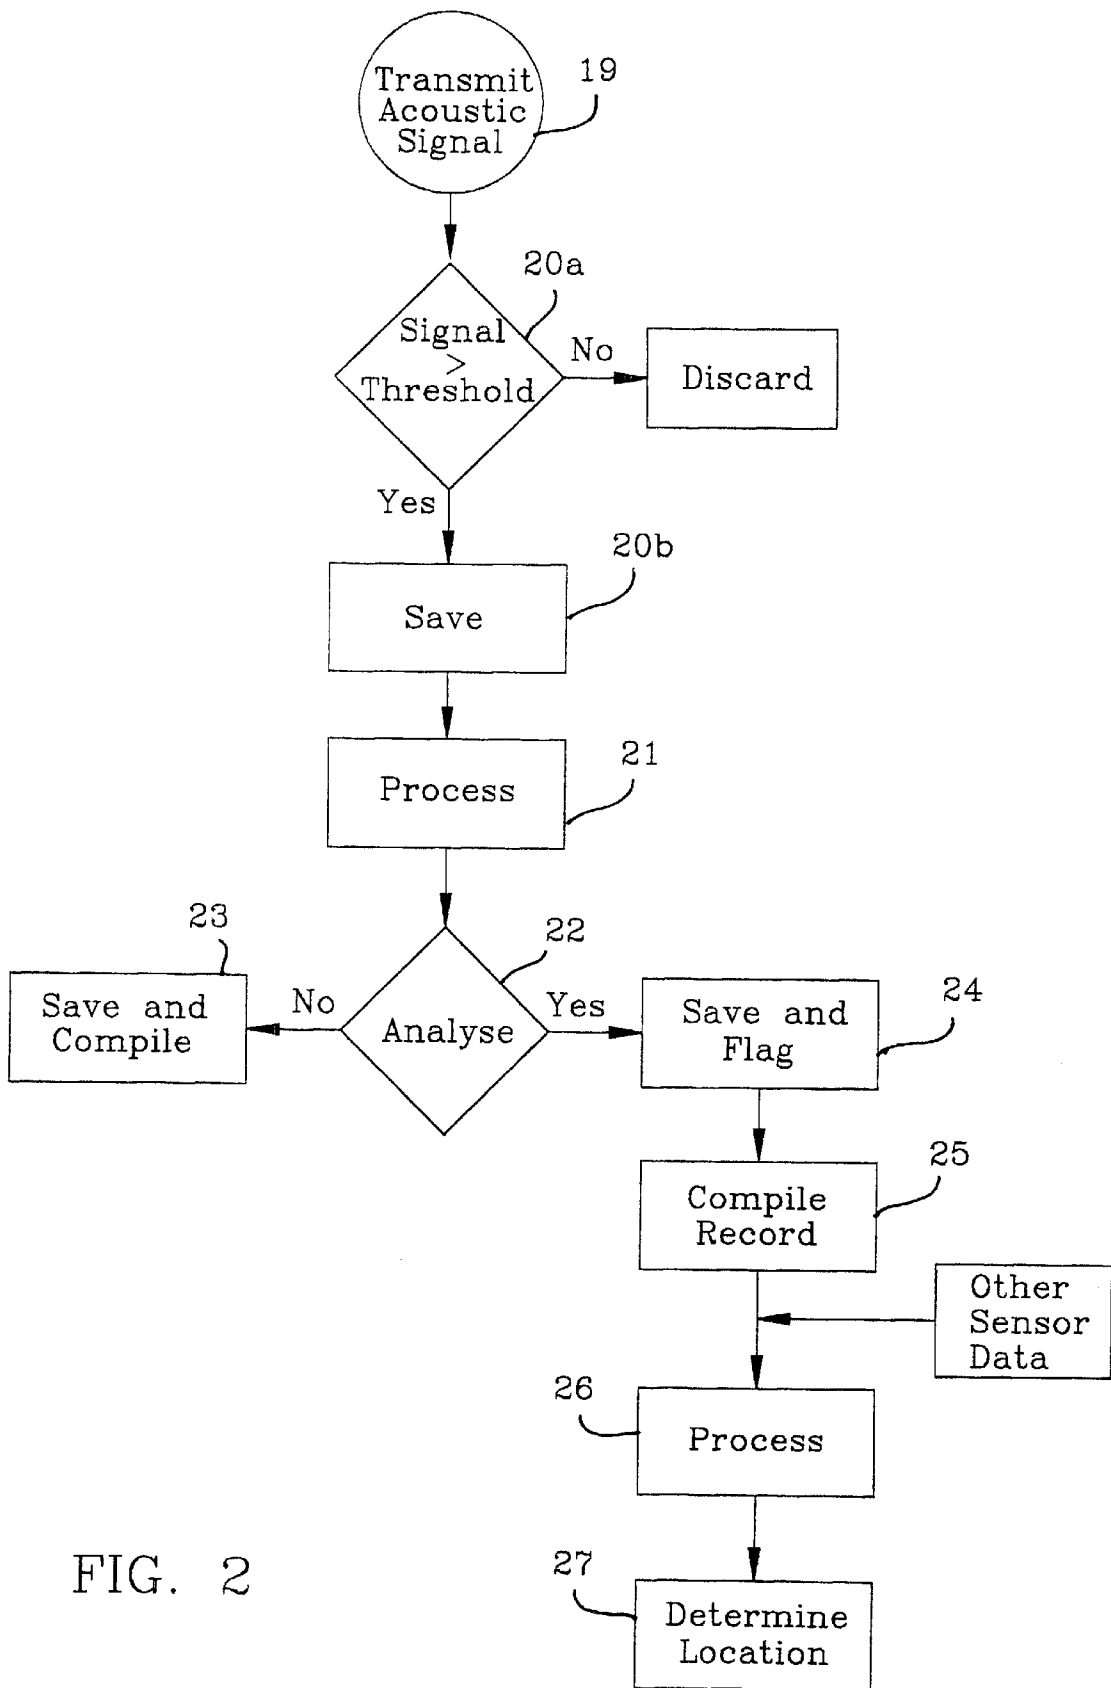 Transmit
Acoustic
Signal
19
20a
Signal
>
Threshold
No
Discard
Yes
20b
Save
21
Process
23
22
Save and
Compile
No
Analyse
Yes
Save and
Flag
24
25
Compile
Record
Other
Sensor
Data
26
Process
FIG. 2
27
Determine
Location